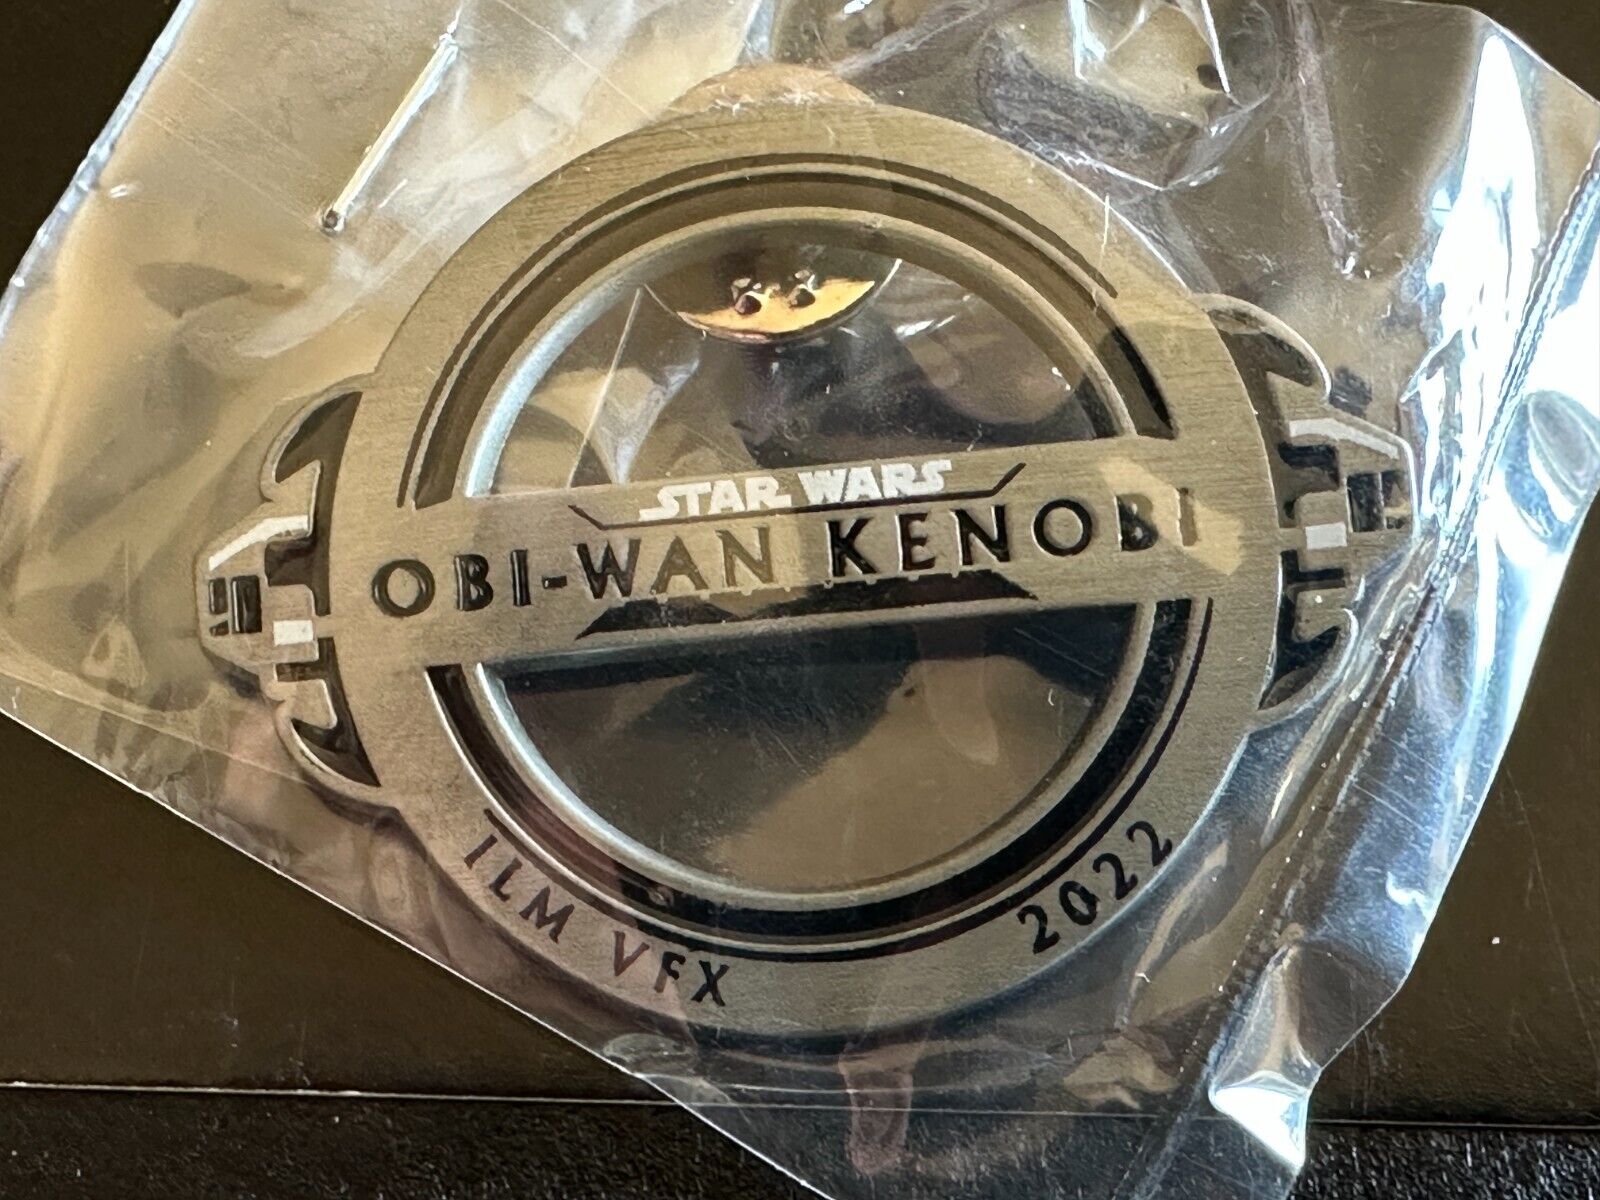 STAR WARS
OBI-WAN KENOBI
ILM VFX 2022